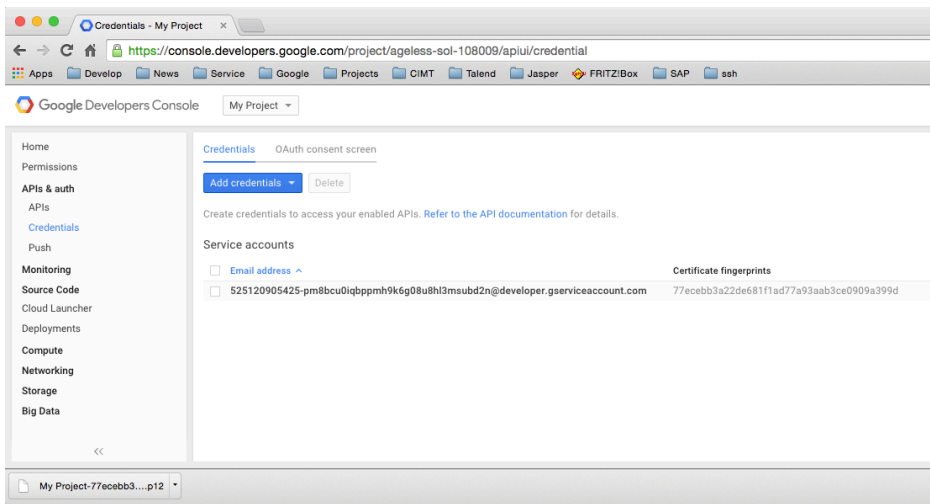 Credentials - My Project ×
https://console.developers.google.com/project/ageless-sol-108009/apiui/credential
Apps Develop News Service Google Projects CIMT Talend Jasper FRITZ!Box SAP ssh
Google Developers Console My Project
Home
Permissions
APIs & auth
APIs
Credentials
Push
Monitoring
Source Code
Cloud Launcher
Deployments
Compute
Networking
Storage
Big Data
<<
Credentials OAuth consent screen
Add credentials Delete
Create credentials to access your enabled APIs. Refer to the API documentation for details.
Service accounts
Email address Certificate fingerprints
525120905425-pm8bcu0iqbppmh9k6g08u8hl3msubd2n@developer.gserviceaccount.com 77ecebb3a22de681f1ad77a93aab3ce0909a399d
My Project-77ecebb3....p12